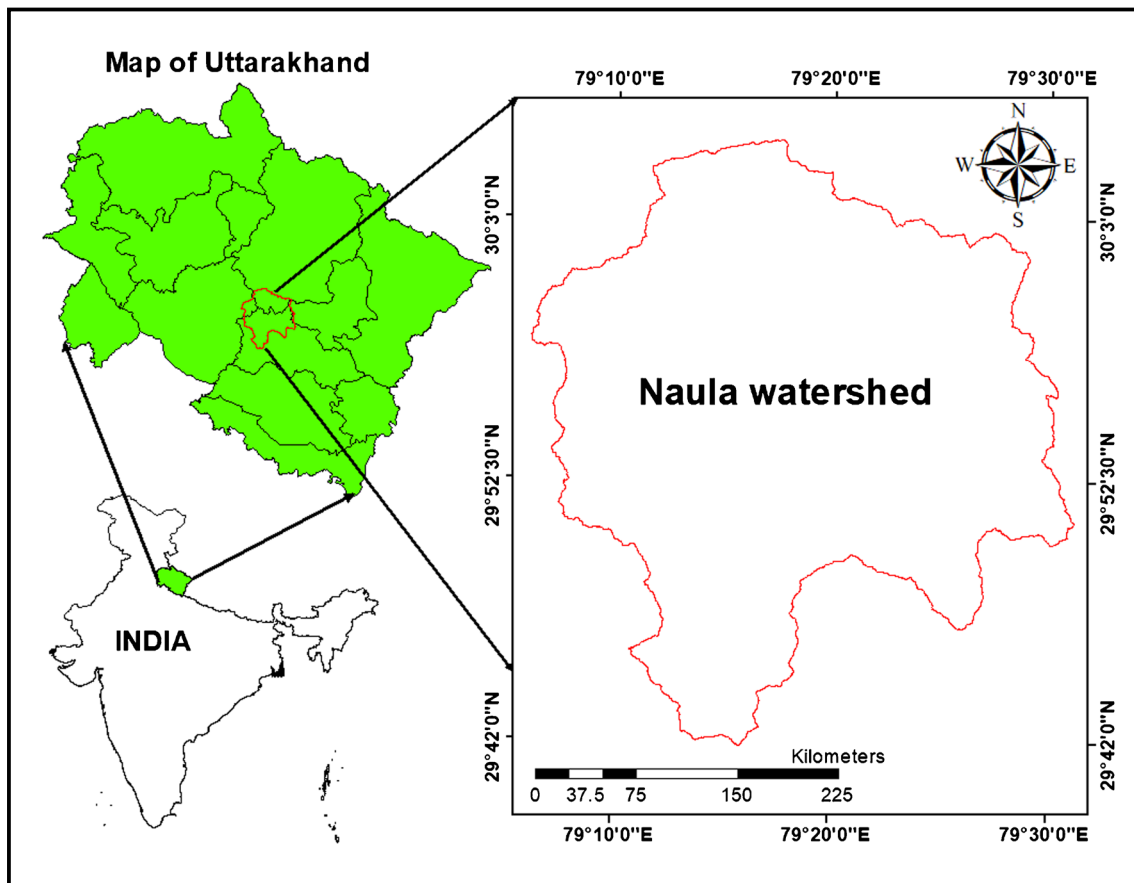 Map of Uttarakhand
79°10'0"E 79°20'0"E 79°30'0"E
N
W E
S
30°3'0"N 30°3'0"N
Naula watershed
29°52'30"N 29°52'30"N
INDIA
29°42'0"N 29°42'0"N
Kilometers
0 37.5 75 150 225
79°10'0"E 79°20'0"E 79°30'0"E